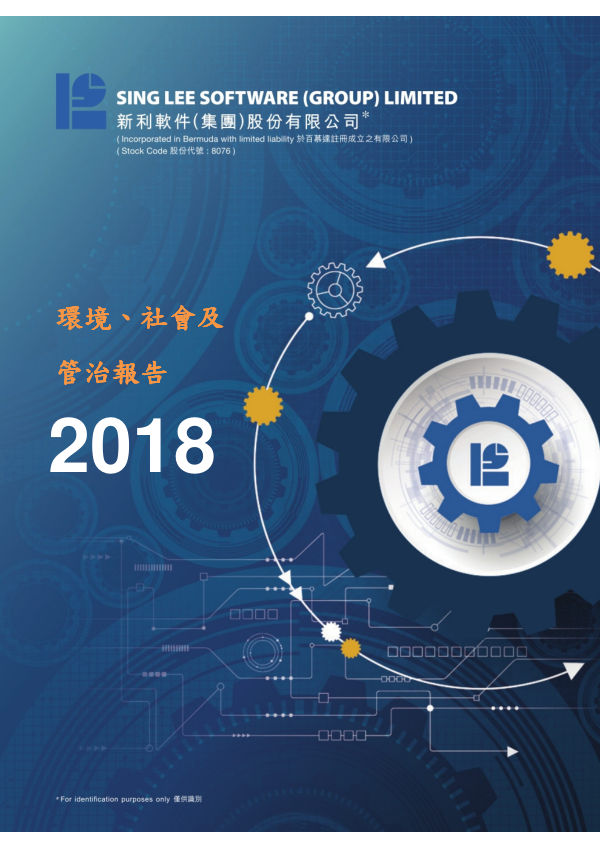 SING LEE SOFTWARE (GROUP) LIMITED
新利軟件(集團)股份有限公司*
( Incorporated in Bermuda with limited liability 於百慕達註冊成立之有限公司 )
( Stock Code 股份代號 : 8076 )
環境、社會及
管治報告
2018
* For identification purposes only 僅供識別